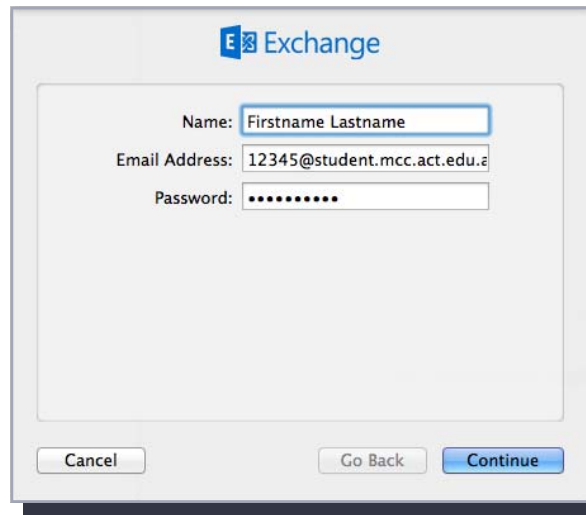 Exchange
Name: Firstname Lastname
Email Address: 12345@student.mcc.act.edu.a
Password: ••••••••••
Cancel Go Back Continue